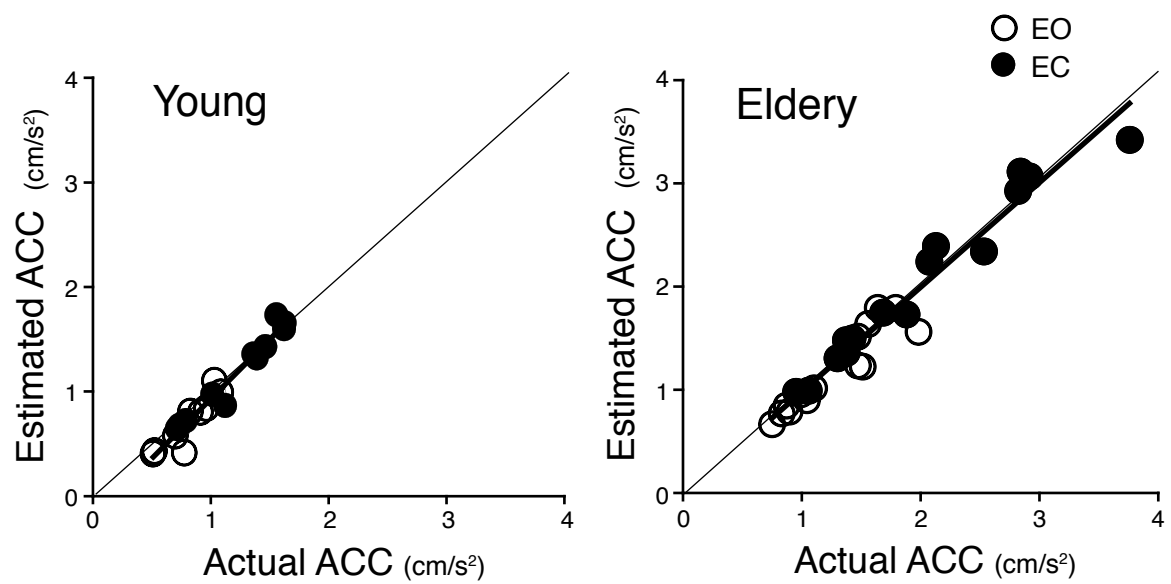 EO
EC
Young
4
3
2
1
0
Estimated ACC (cm/s²)
0 1 2 3 4
Actual ACC (cm/s²)
Eldery
4
3
2
1
0
Estimated ACC (cm/s²)
0 1 2 3 4
Actual ACC (cm/s²)